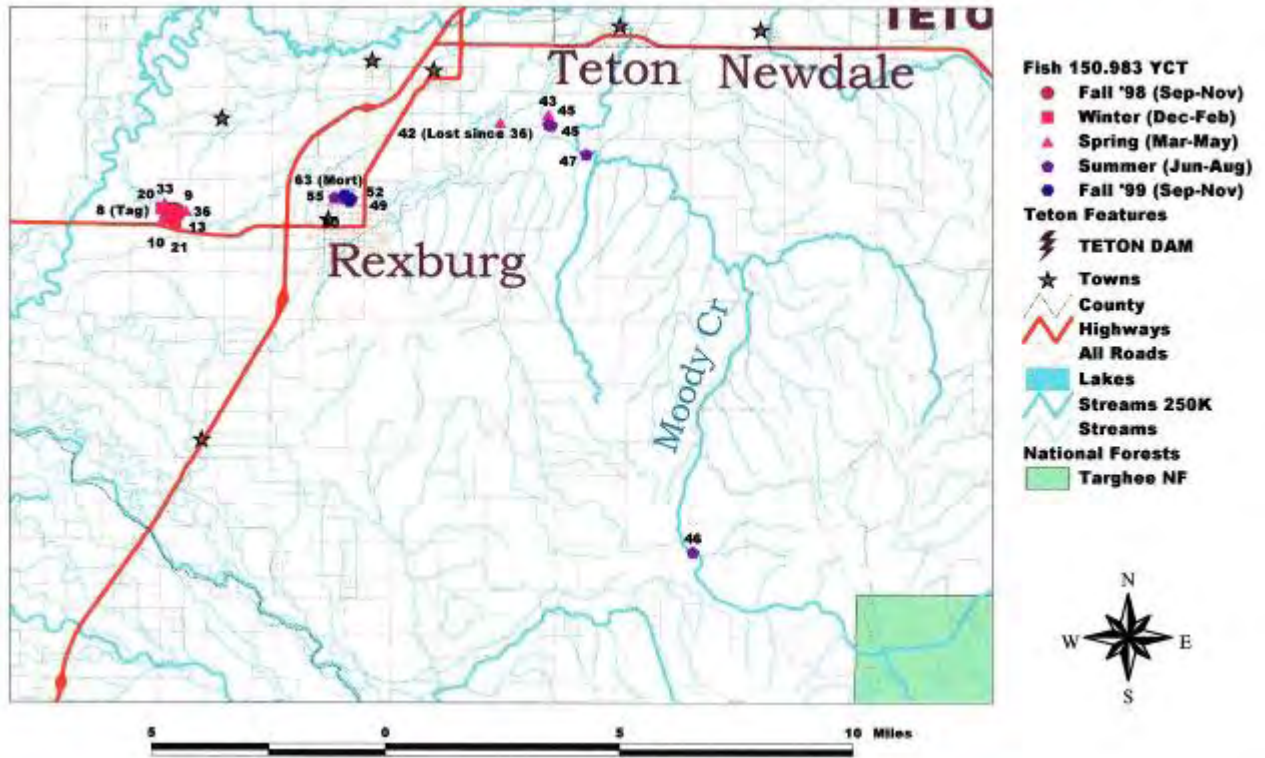 TETO
Teton Newdale
43
45
42 (Lost since 36)
45
47
63 (Mort)
52
55
49
33
20
9
8 (Tag)
36
13
10
21
Rexburg
Moody Cr
46
Fish 150.983 YCT
Fall '98 (Sep-Nov)
Winter (Dec-Feb)
Spring (Mar-May)
Summer (Jun-Aug)
Fall '99 (Sep-Nov)
Teton Features
TETON DAM
Towns
County
Highways
All Roads
Lakes
Streams 250K
Streams
National Forests
Targhee NF
N
W E
S
5 0 5 10 Miles